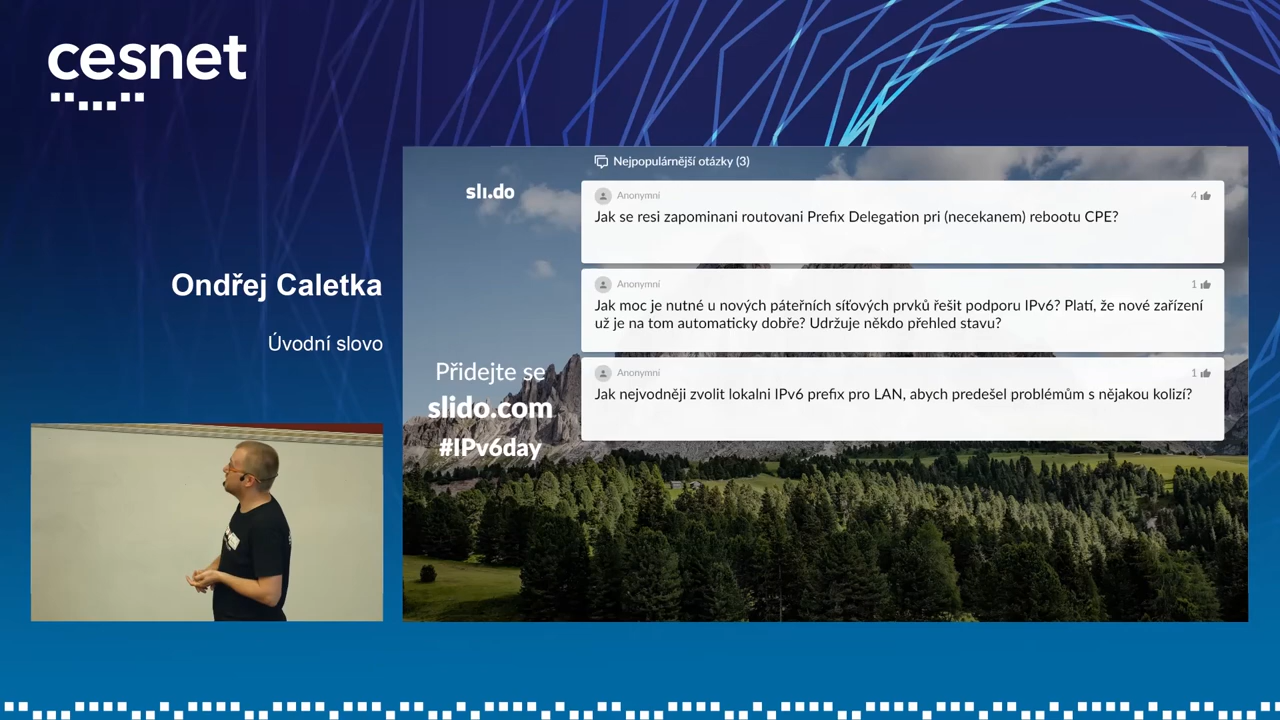 cesnet
Ondřej Caletka
Úvodní slovo
sli.do
Přidejte se
slido.com
#IPv6day
Nejpopulárnější otázky (3)
Anonymní
4
Jak se resi zapominani routovani Prefix Delegation pri (necekanem) rebootu CPE?
Anonymní
1
Jak moc je nutné u nových páteřních síťových prvků řešit podporu IPv6? Platí, že nové zařízení
už je na tom automaticky dobře? Udržuje někdo přehled stavu?
Anonymní
1
Jak nejvodněji zvolit lokalni IPv6 prefix pro LAN, abych predešel problémům s nějakou kolizí?